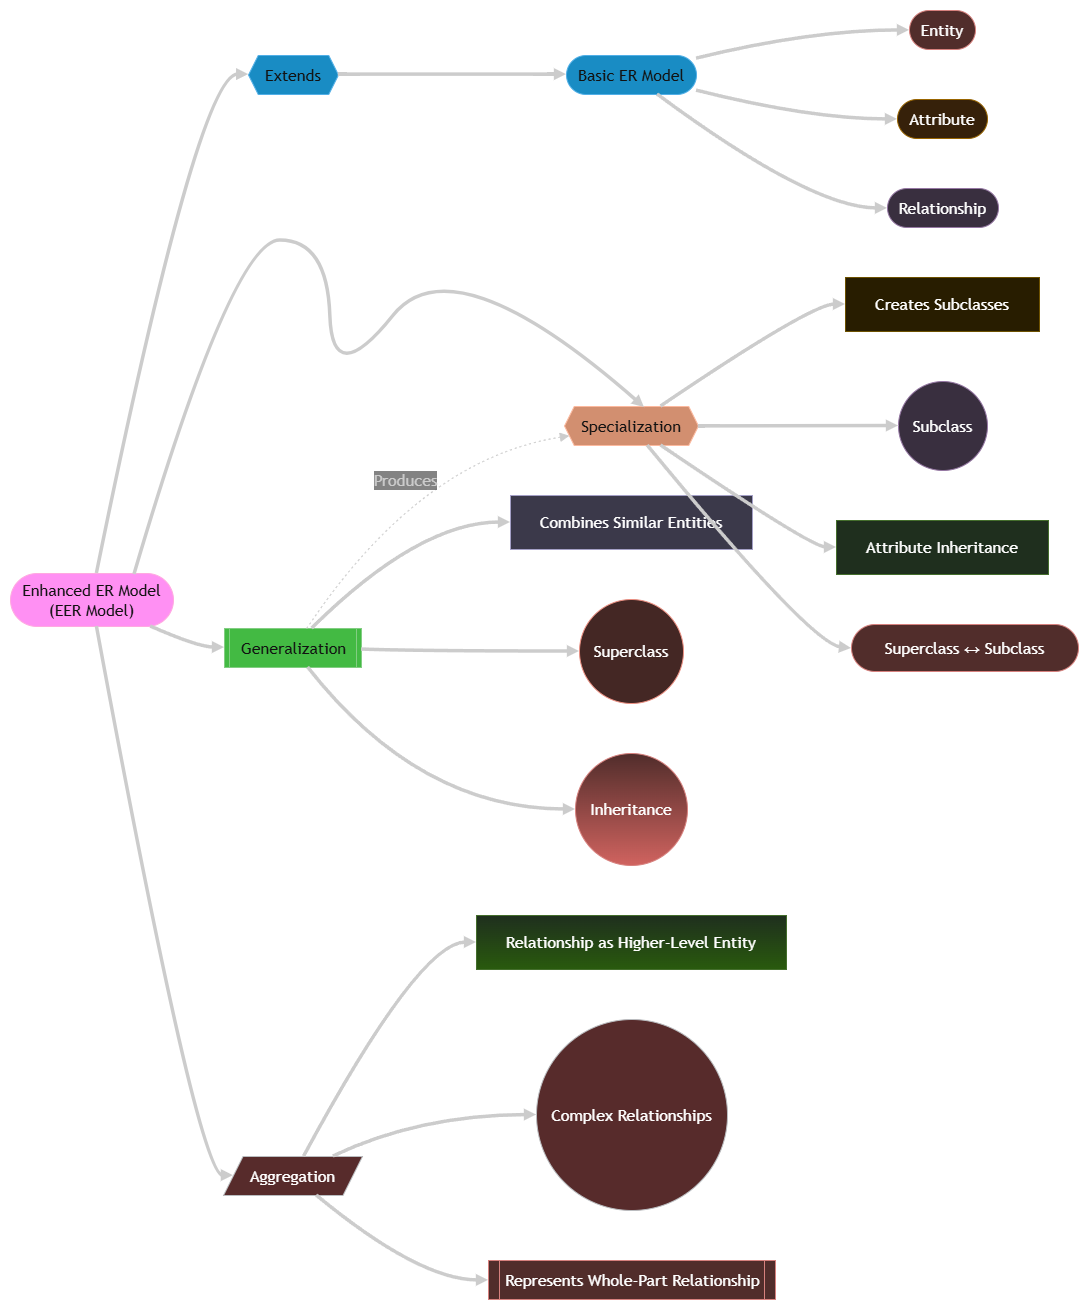 Entity
Extends
Basic ER Model
Attribute
Relationship
Creates Subclasses
Specialization
Subclass
Produces
Combines Similar Entities
Attribute Inheritance
Enhanced ER Model
(EER Model)
Generalization
Superclass
Superclass ↔ Subclass
Inheritance
Relationship as Higher-Level Entity
Complex Relationships
Aggregation
Represents Whole-Part Relationship